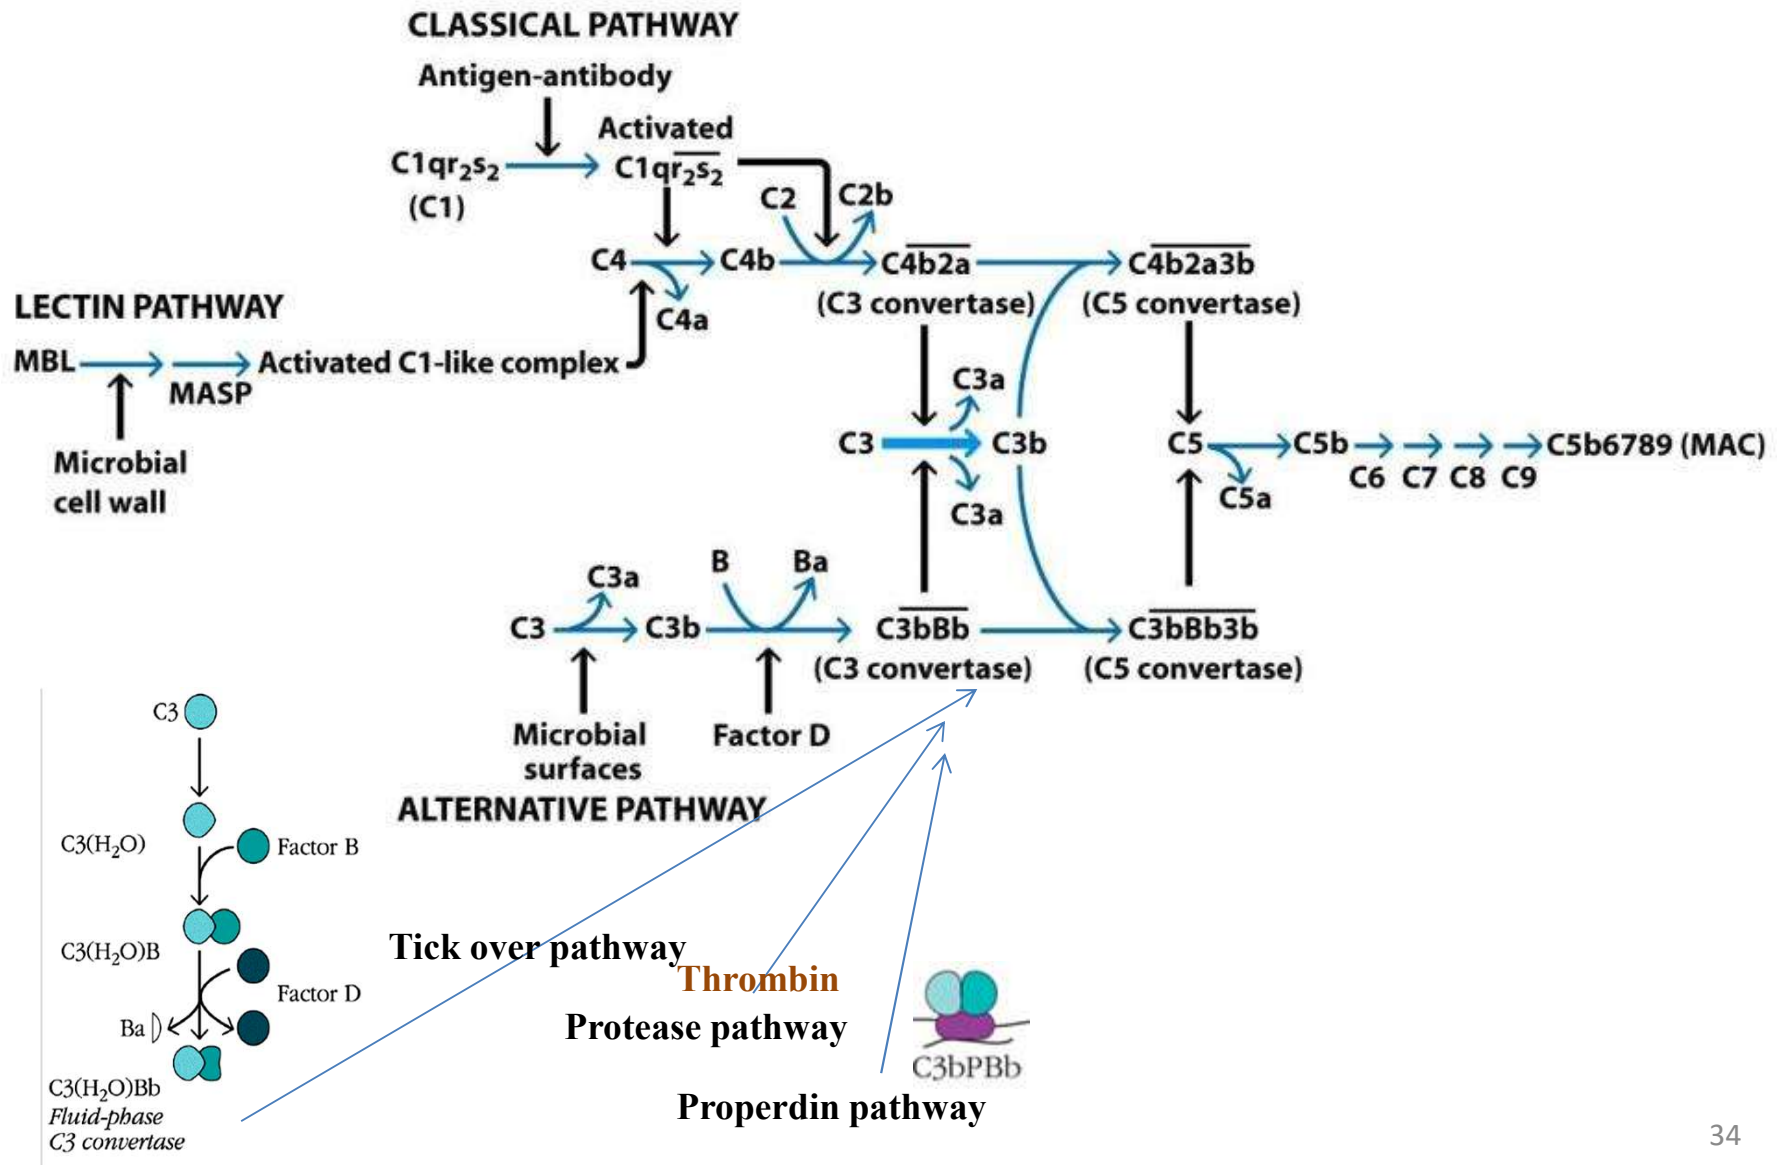 CLASSICAL PATHWAY
Antigen-antibody
Activated
C1qr₂s₂
C1qr₂s₂
(C1)
C2
C2b
C4
C4b
C4b2a
C4b2a3b
(C3 convertase)
(C5 convertase)
C4a
LECTIN PATHWAY
MBL
MASP
Activated C1-like complex
Microbial
cell wall
C3a
C3
C3b
C3a
C5
C5b
C5a
C6
C7
C8
C9
C5b6789 (MAC)
C3a
B
Ba
C3
C3b
C3bBb
C3bBb3b
(C3 convertase)
(C5 convertase)
Microbial
surfaces
Factor D
ALTERNATIVE PATHWAY
C3
C3(H₂O)
Factor B
C3(H₂O)B
Factor D
Ba
C3(H₂O)Bb
Fluid-phase
C3 convertase
Tick over pathway
Thrombin
Protease pathway
C3bPBb
Properdin pathway
34